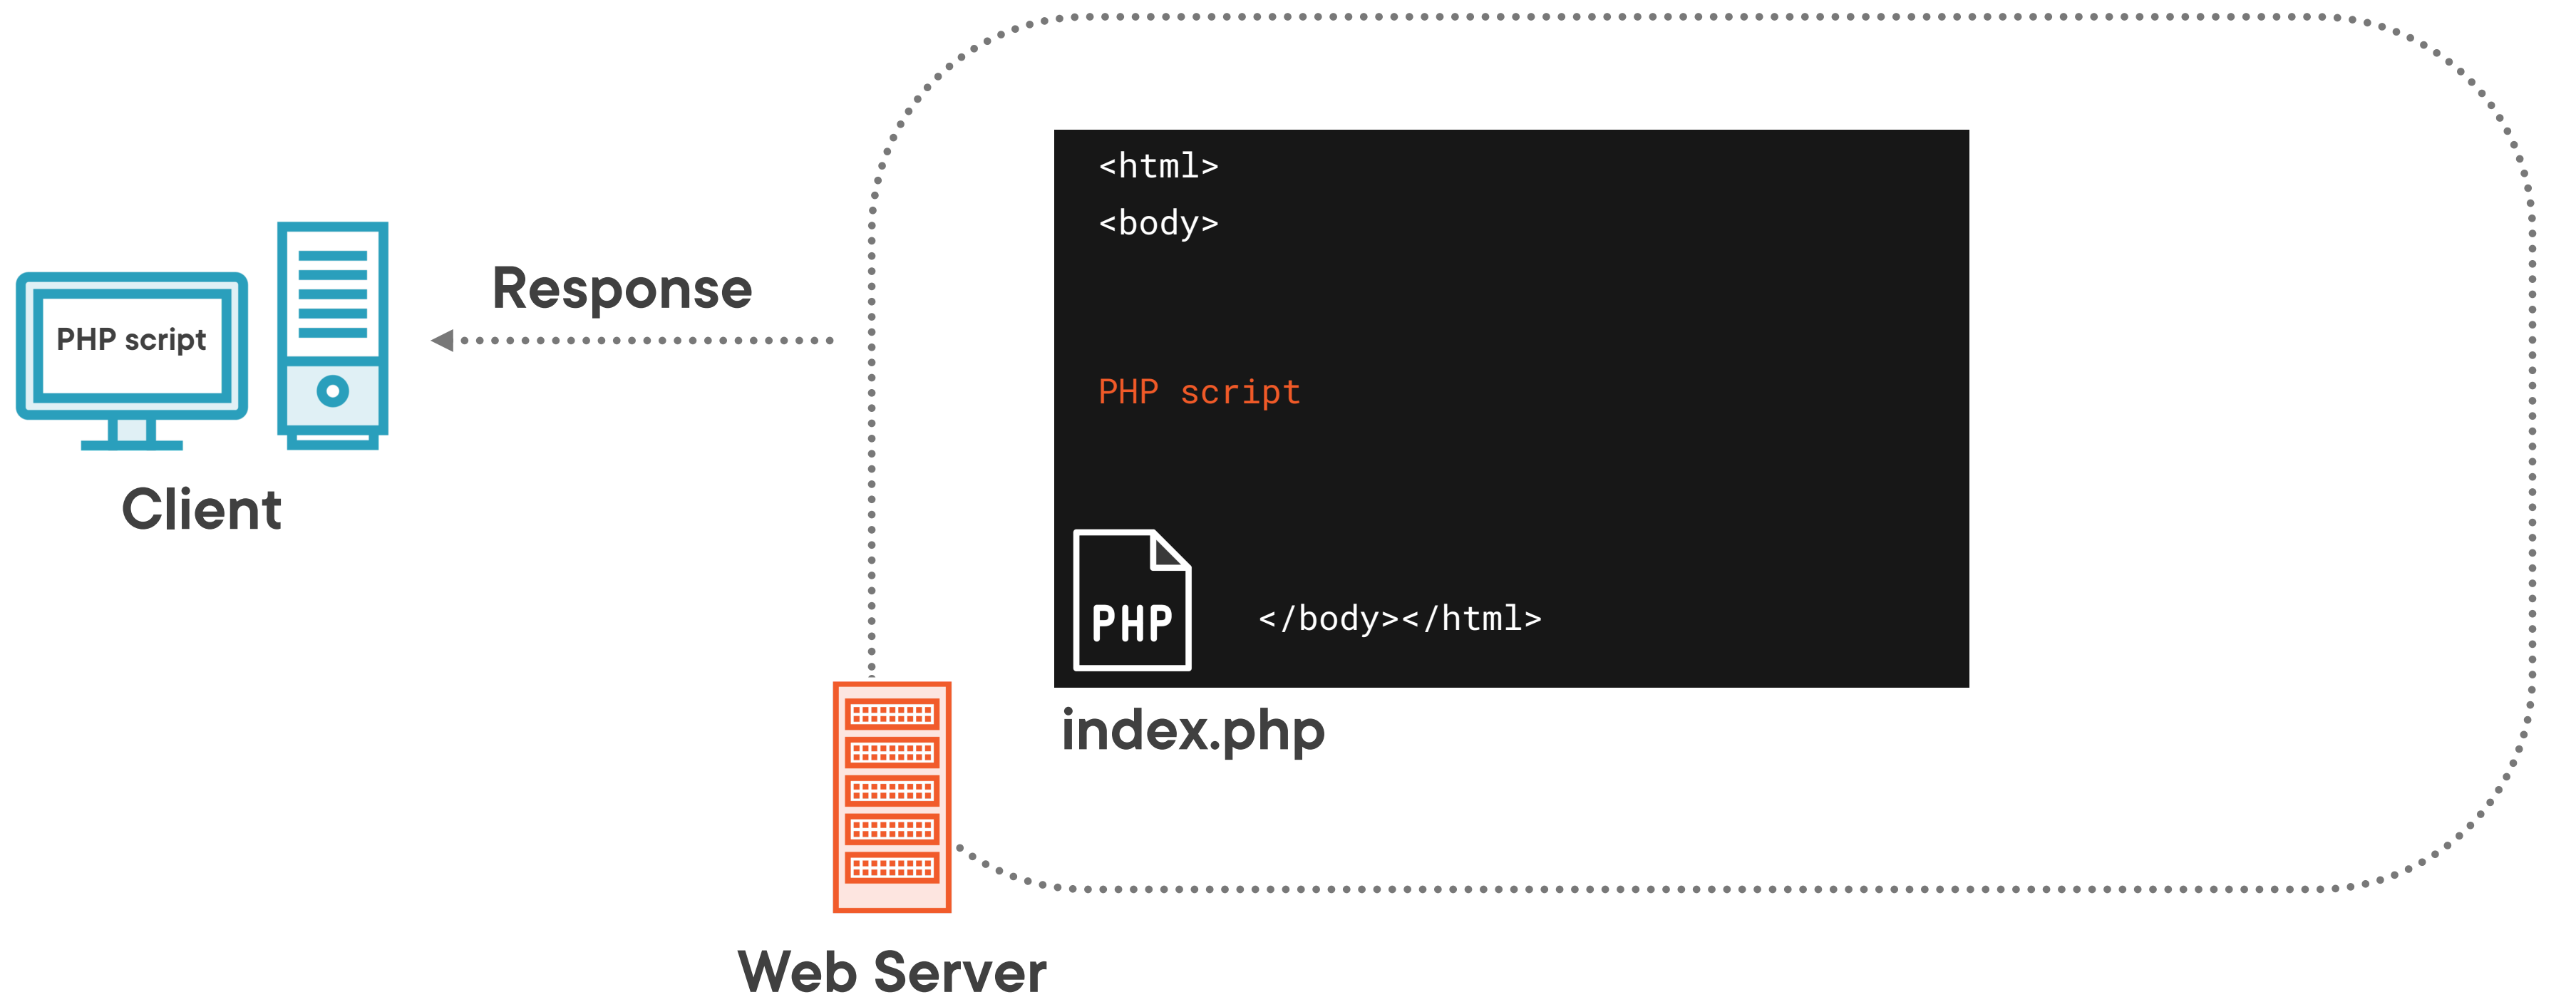 PHP script
Client
Response
<html>
<body>
PHP script
PHP
</body></html>
index.php
Web Server